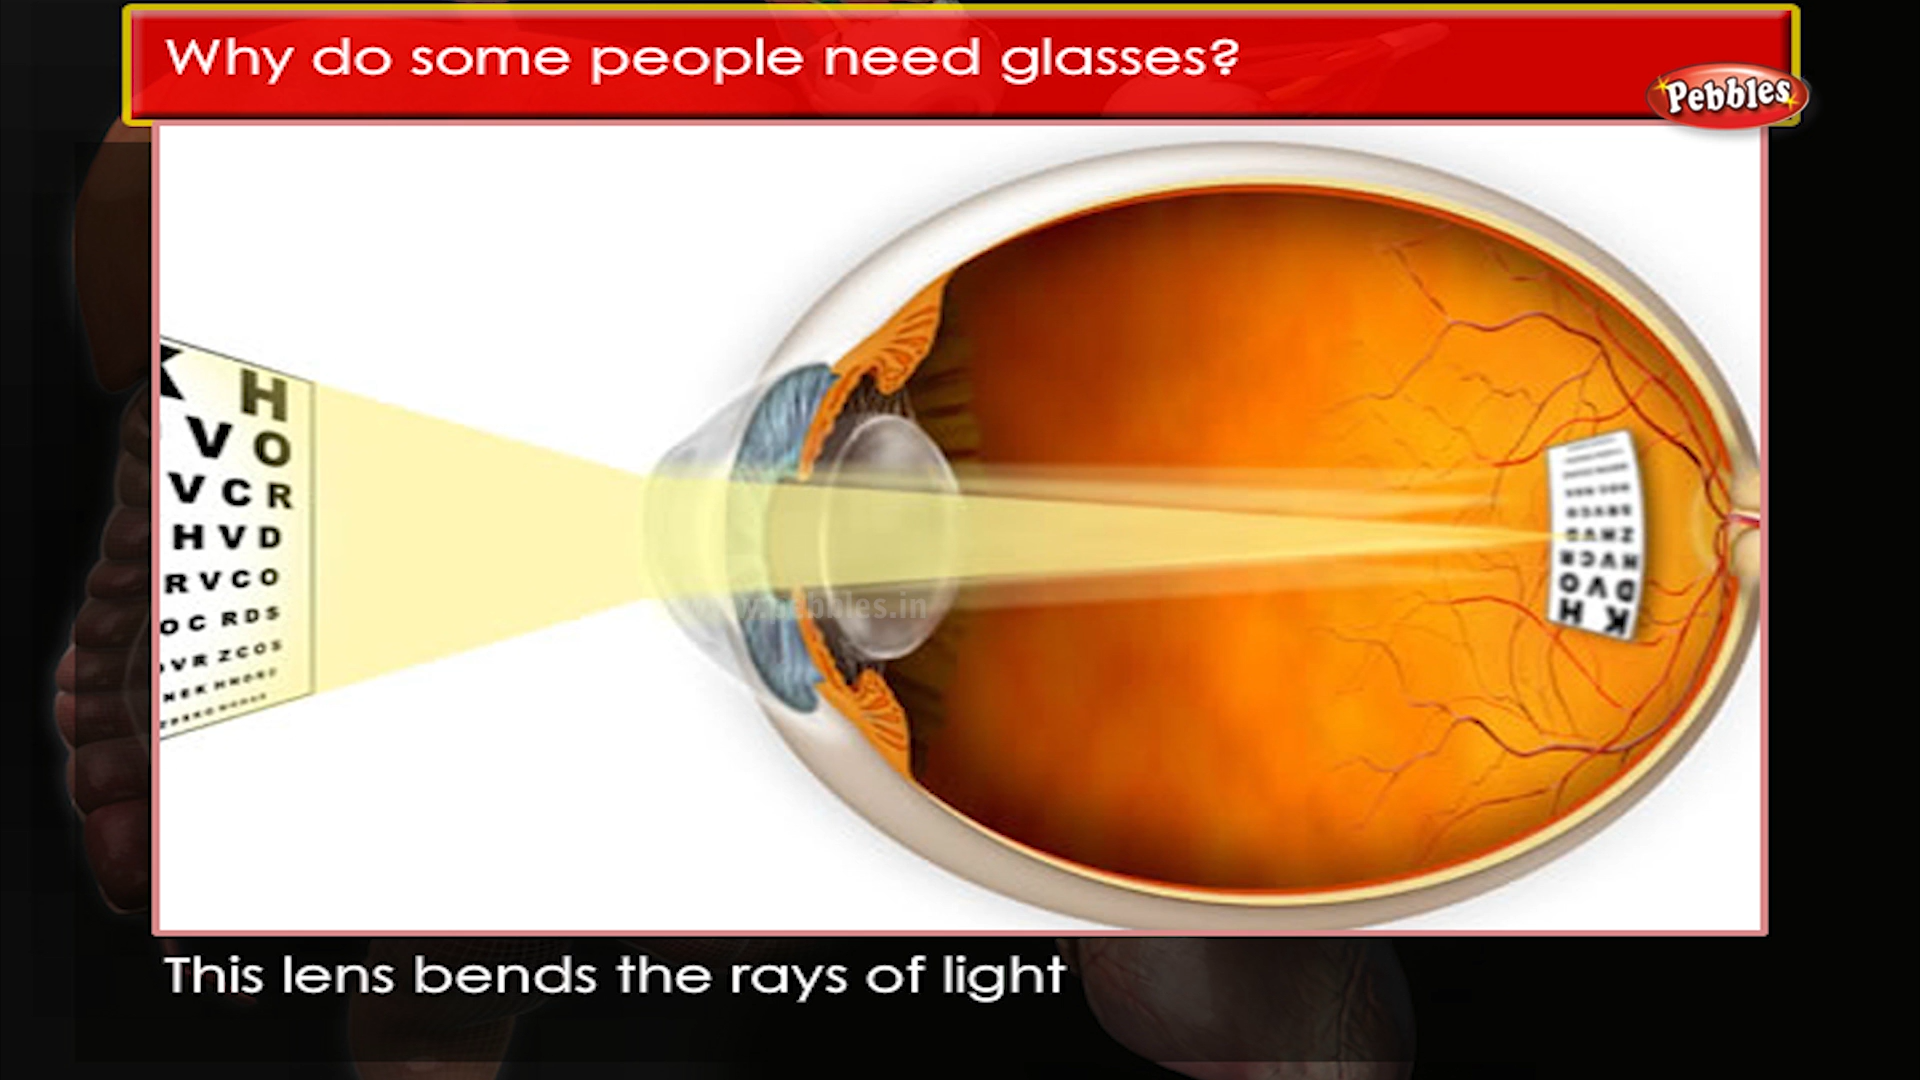 Why do some people need glasses?
Pebbles
K H
V O
V C R
H V D
R V C O
O C R D S
V R Z C O S
N E K
This lens bends the rays of light